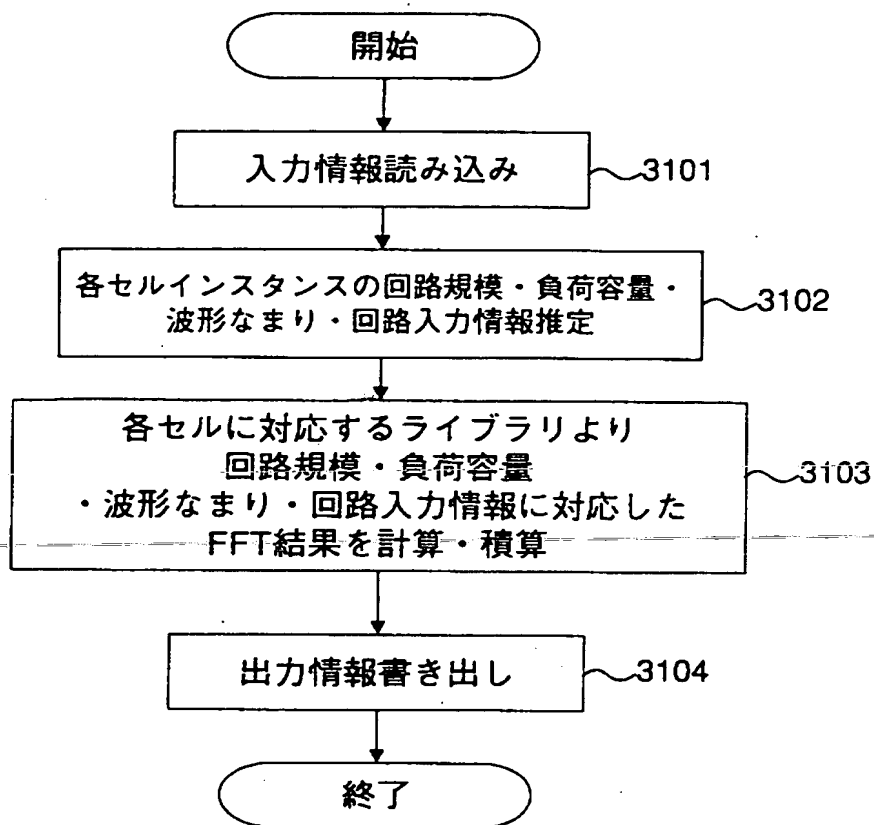 開始
入力情報読み込み
3101
各セルインスタンスの回路規模・負荷容量・
波形なまり・回路入力情報推定
3102
各セルに対応するライブラリより
回路規模・負荷容量
・波形なまり・回路入力情報に対応した
FFT結果を計算・積算
3103
出力情報書き出し
3104
終了